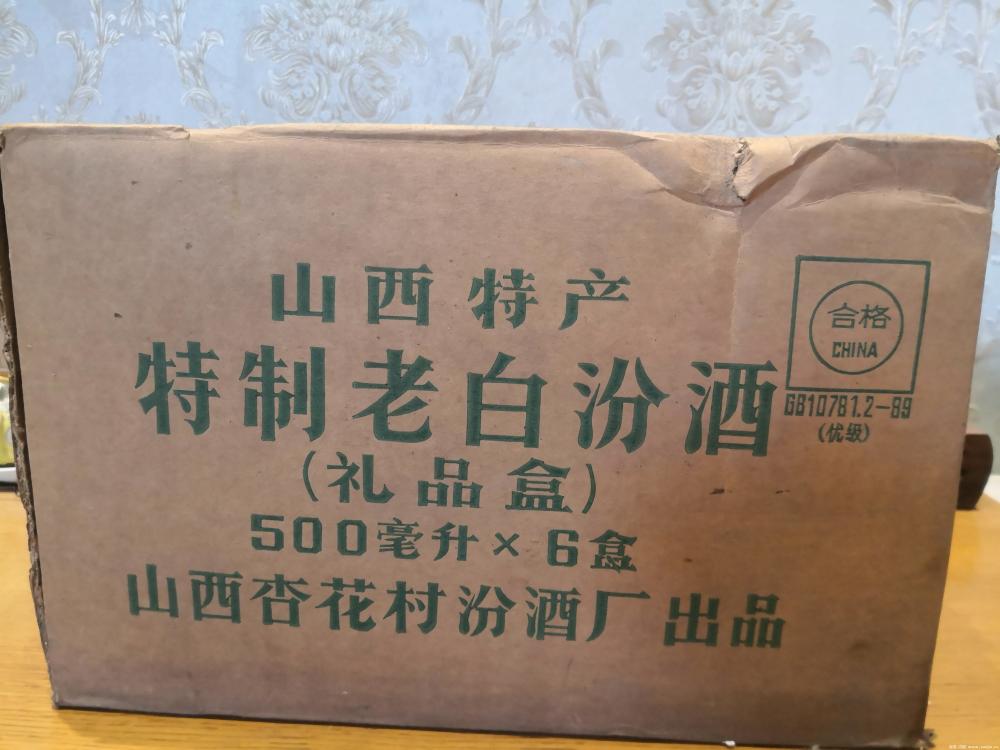 山西特产
特制老白汾酒
(礼品盒)
500毫升×6盒
山西杏花村汾酒厂出品
合格
CHINA
GB10781.2-89
(优级)